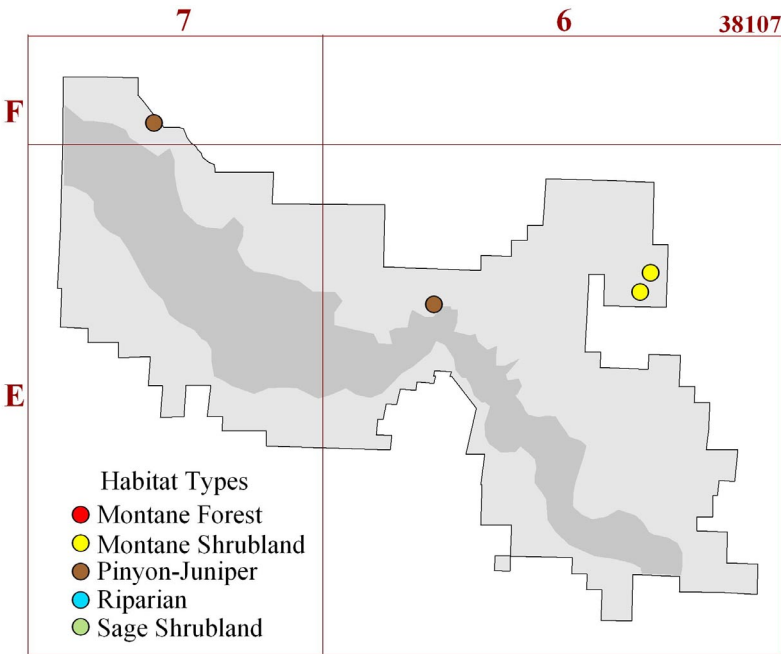 7 6 38107
F
E
Habitat Types
Montane Forest
Montane Shrubland
Pinyon-Juniper
Riparian
Sage Shrubland